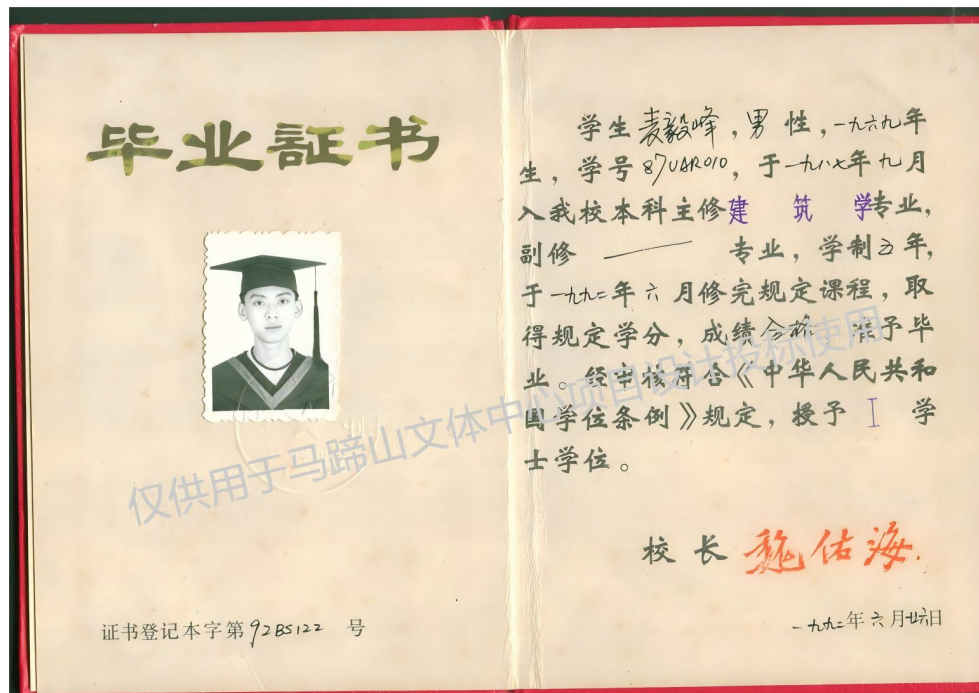 毕业証书
证书登记本字第92BS122号
学生麦毅峰，男性，一九六九年
生，学号87UAR010，于一九八七年九月
入我校本科主修建筑学专业，
副修——专业，学制五年，
于一九九二年六月修完规定课程，取
得规定学分，成绩合格准予毕
业。经审核符合《中华人民共和
国学位条例》规定，授予工学
士学位。
校长魏佑海
一九九二年六月廿六日
仅供用于马蹄山文体中心项目设计投标使用